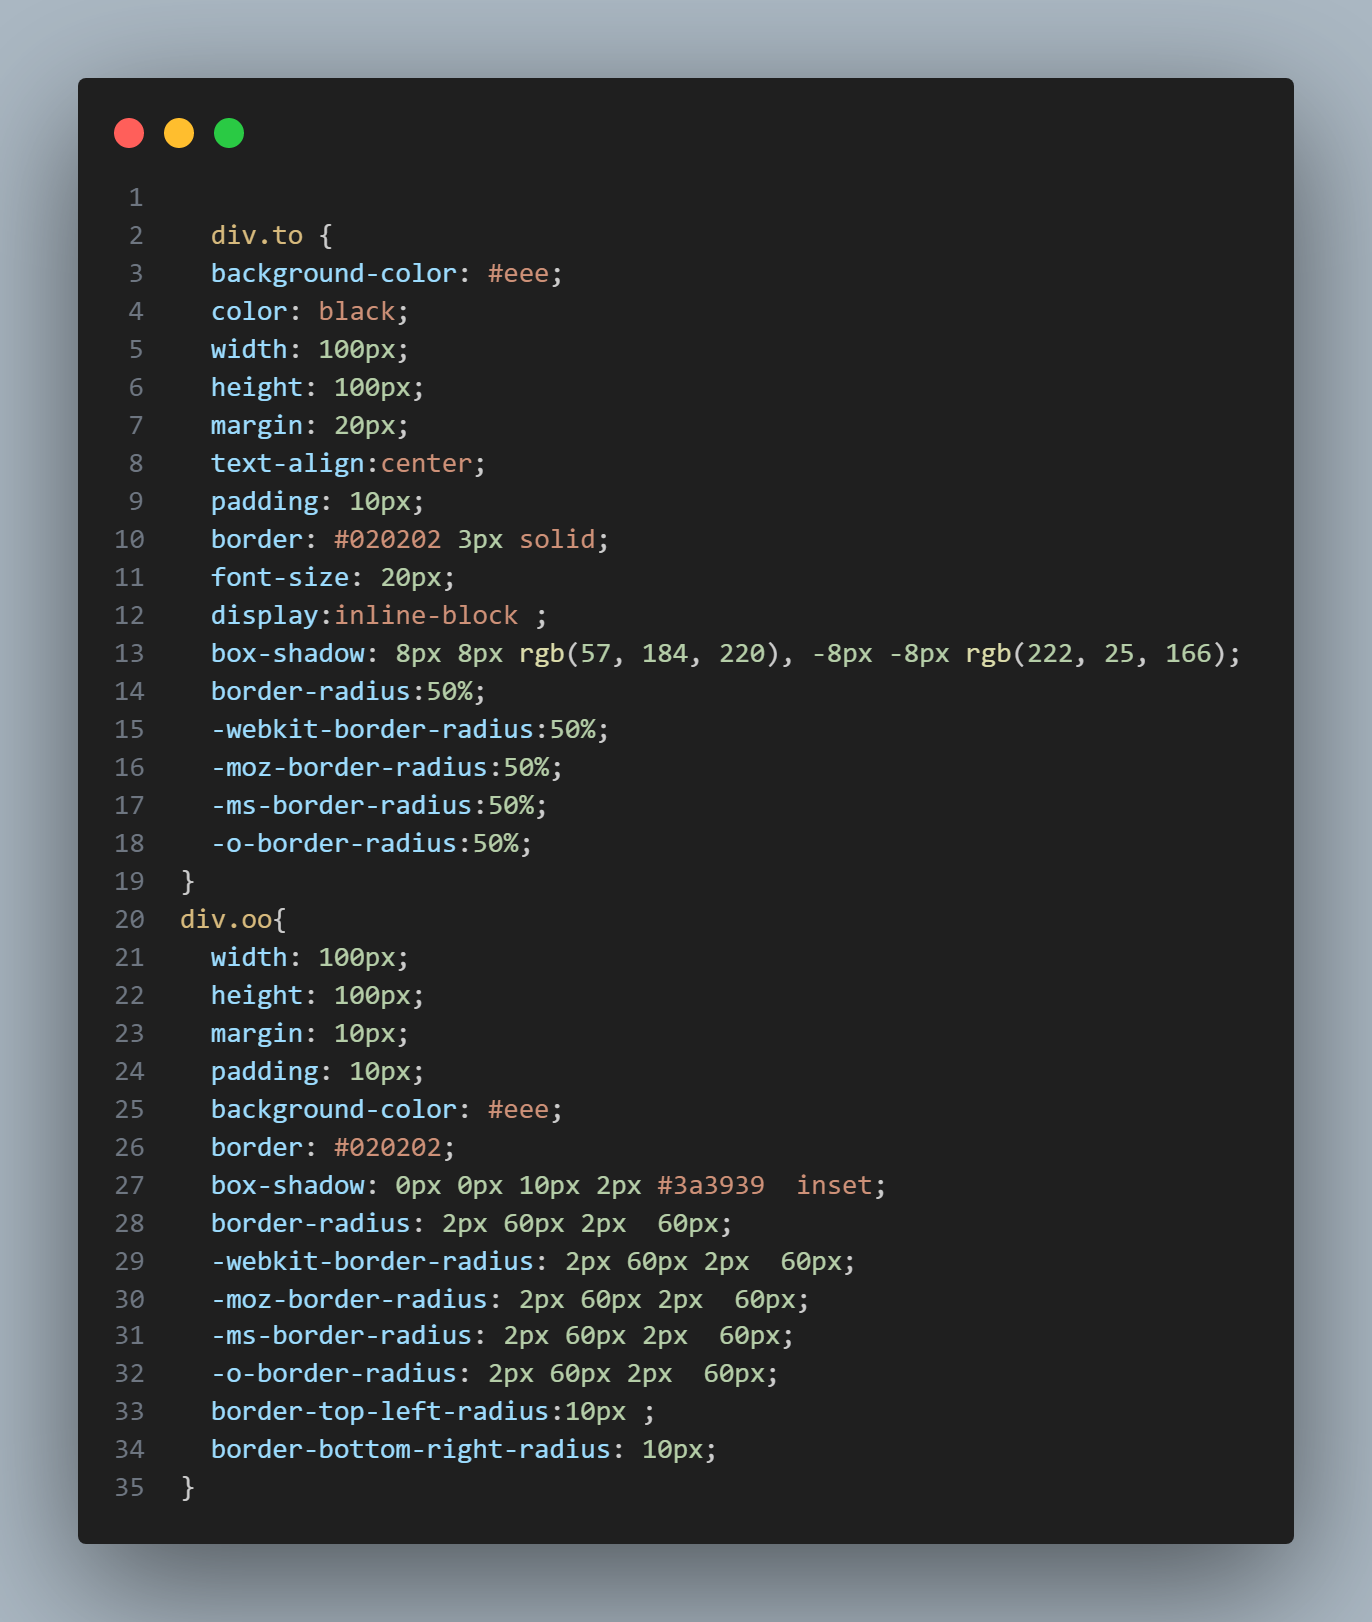 1
2 div.to {
3 background-color: #eee;
4 color: black;
5 width: 100px;
6 height: 100px;
7 margin: 20px;
8 text-align:center;
9 padding: 10px;
10 border: #020202 3px solid;
11 font-size: 20px;
12 display:inline-block ;
13 box-shadow: 8px 8px rgb(57, 184, 220), -8px -8px rgb(222, 25, 166);
14 border-radius:50%;
15 -webkit-border-radius:50%;
16 -moz-border-radius:50%;
17 -ms-border-radius:50%;
18 -o-border-radius:50%;
19 }
20 div.oo{
21 width: 100px;
22 height: 100px;
23 margin: 10px;
24 padding: 10px;
25 background-color: #eee;
26 border: #020202;
27 box-shadow: 0px 0px 10px 2px #3a3939  inset;
28 border-radius: 2px 60px 2px  60px;
29 -webkit-border-radius: 2px 60px 2px  60px;
30 -moz-border-radius: 2px 60px 2px  60px;
31 -ms-border-radius: 2px 60px 2px  60px;
32 -o-border-radius: 2px 60px 2px  60px;
33 border-top-left-radius:10px ;
34 border-bottom-right-radius: 10px;
35 }